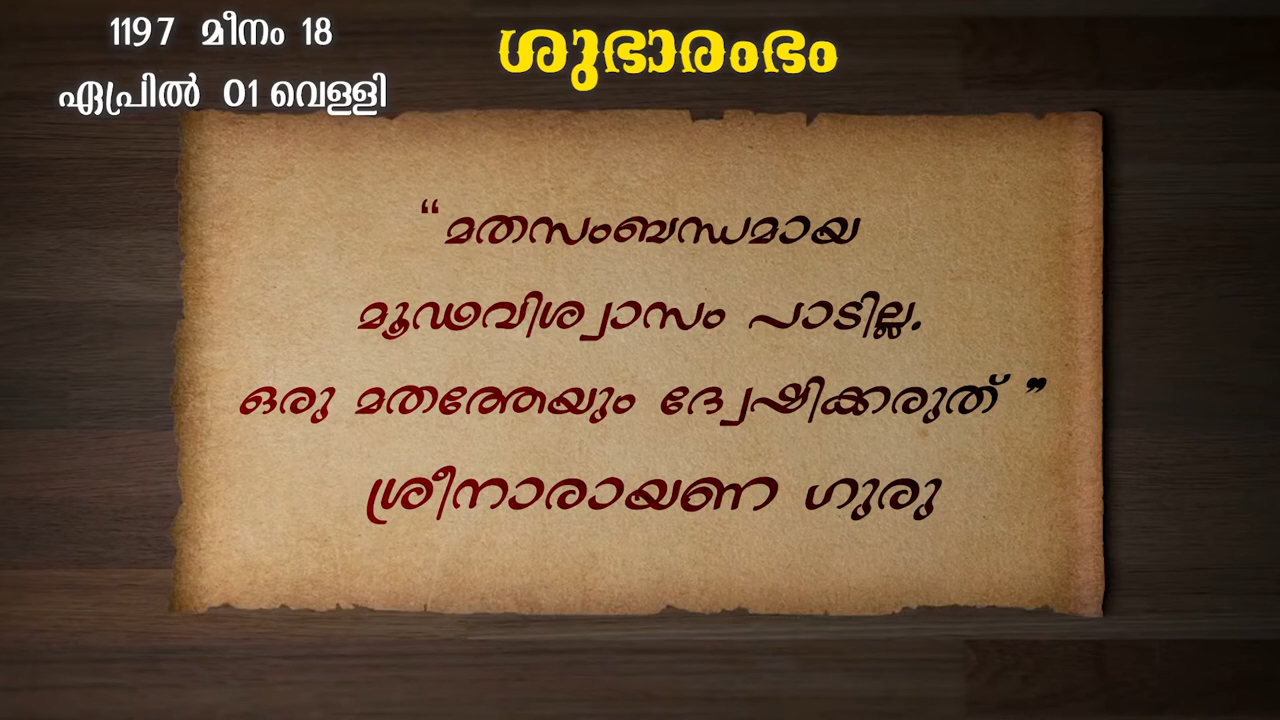 1197 മീനം 18
ഏപ്രിൽ 01 വെള്ളി
ശുഭാരംഭം
“മതസംബന്ധമായ
മൂഢവിശ്വാസം പാടില്ല.
ഒരു മതത്തേയും ദ്വേഷിക്കരുത് ”
ശ്രീനാരായണ ഗുരു